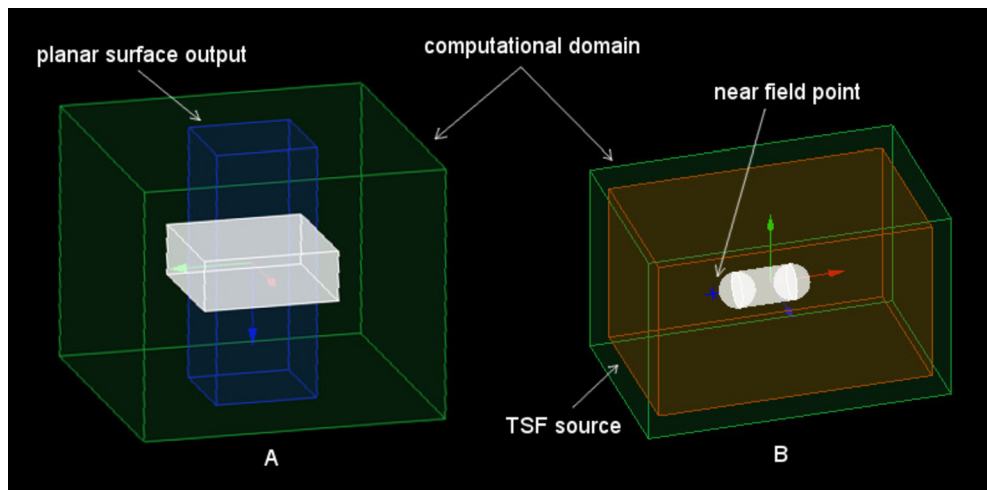 computational domain
planar surface output
near field point
TSF source
A
B